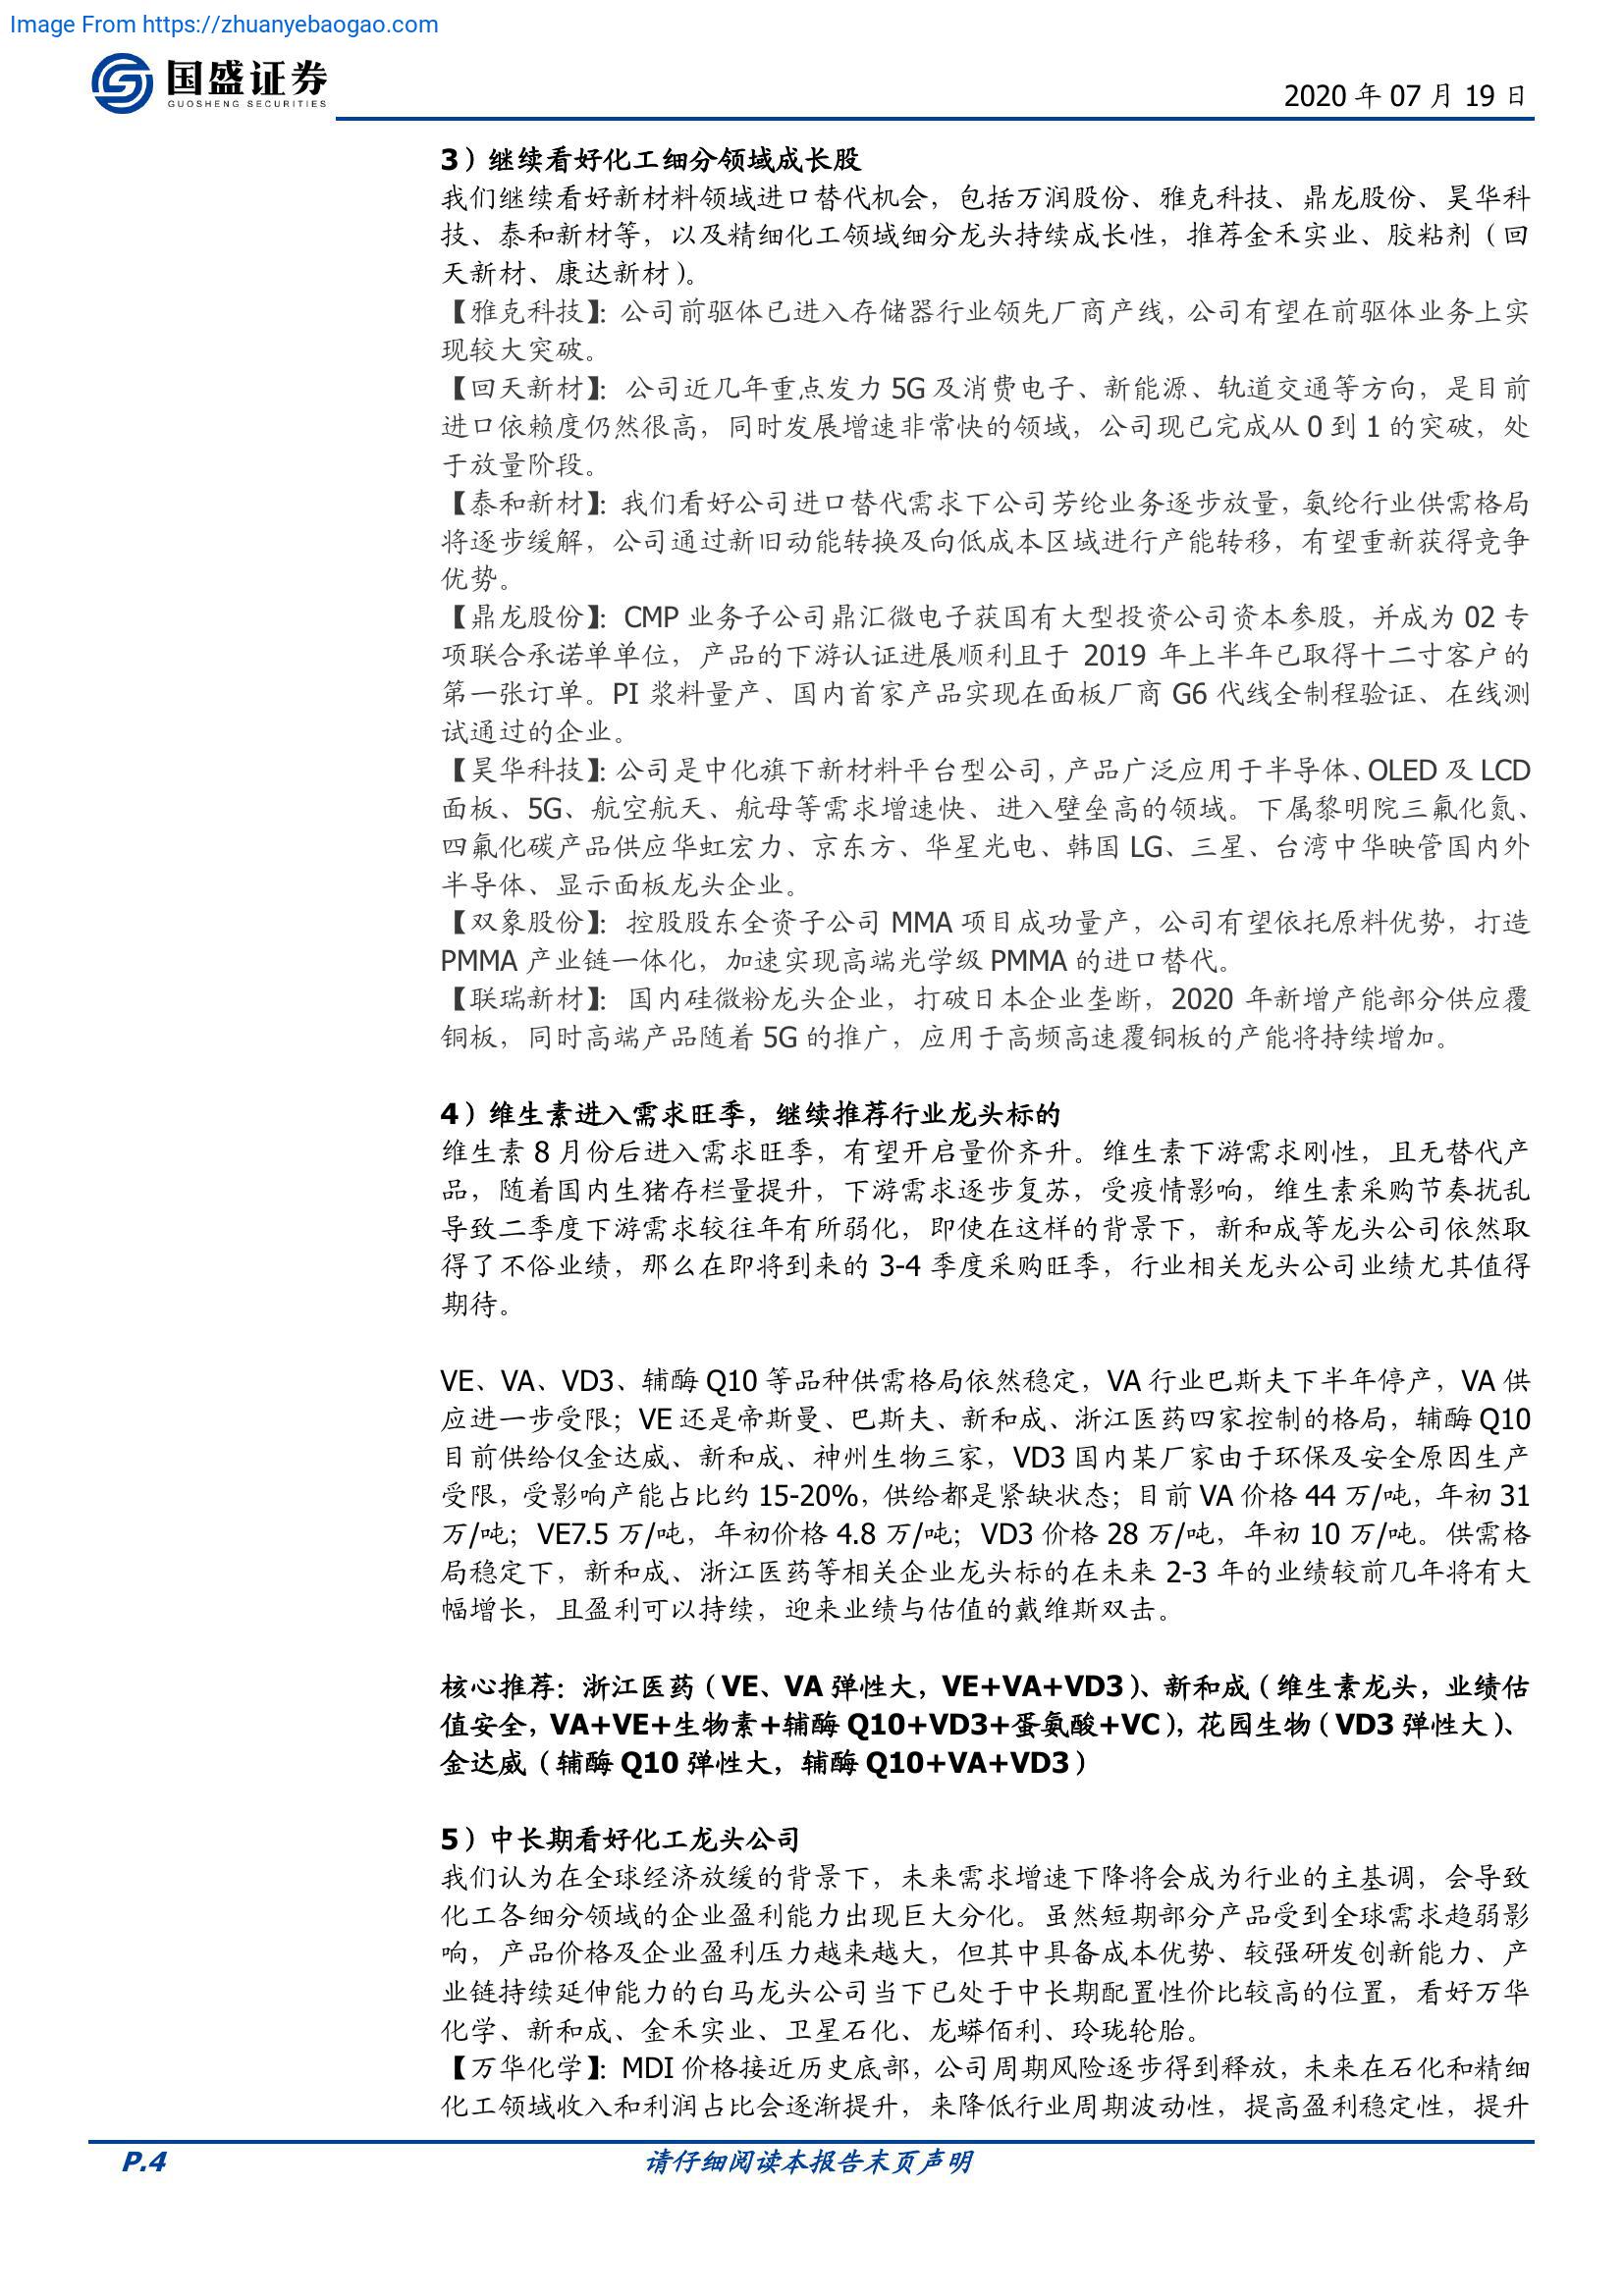 Image From https://zhuanyebaogao.com
国盛证券
GUOSHENG SECURITIES
2020 年 07 月 19 日
3）继续看好化工细分领域成长股
我们继续看好新材料领域进口替代机会，包括万润股份、雅克科技、鼎龙股份、昊华科
技、泰和新材等，以及精细化工领域细分龙头持续成长性，推荐金禾实业、胶粘剂（回
天新材、康达新材）。
【雅克科技】：公司前驱体已进入存储器行业领先厂商产线，公司有望在前驱体业务上实
现较大突破。
【回天新材】：公司近几年重点发力 5G 及消费电子、新能源、轨道交通等方向，是目前
进口依赖度仍然很高，同时发展增速非常快的领域，公司现已完成从 0 到 1 的突破，处
于放量阶段。
【泰和新材】：我们看好公司进口替代需求下公司芳纶业务逐步放量，氨纶行业供需格局
将逐步缓解，公司通过新旧动能转换及向低成本区域进行产能转移，有望重新获得竞争
优势。
【鼎龙股份】：CMP 业务子公司鼎汇微电子获国有大型投资公司资本参股，并成为 02 专
项联合承诺单单位，产品的下游认证进展顺利且于 2019 年上半年已取得十二寸客户的
第一张订单。PI 浆料量产、国内首家产品实现在面板厂商 G6 代线全制程验证、在线测
试通过的企业。
【昊华科技】：公司是中化旗下新材料平台型公司，产品广泛应用于半导体、OLED 及 LCD
面板、5G、航空航天、航母等需求增速快、进入壁垒高的领域。下属黎明院三氟化氮、
四氟化碳产品供应华虹宏力、京东方、华星光电、韩国 LG、三星、台湾中华映管国内外
半导体、显示面板龙头企业。
【双象股份】：控股股东全资子公司 MMA 项目成功量产，公司有望依托原料优势，打造
PMMA 产业链一体化，加速实现高端光学级 PMMA 的进口替代。
【联瑞新材】：国内硅微粉龙头企业，打破日本企业垄断，2020 年新增产能部分供应覆
铜板，同时高端产品随着 5G 的推广，应用于高频高速覆铜板的产能将持续增加。
4）维生素进入需求旺季，继续推荐行业龙头标的
维生素 8 月份后进入需求旺季，有望开启量价齐升。维生素下游需求刚性，且无替代产
品，随着国内生猪存栏量提升，下游需求逐步复苏，受疫情影响，维生素采购节奏扰乱
导致二季度下游需求较往年有所弱化，即使在这样的背景下，新和成等龙头公司依然取
得了不俗业绩，那么在即将到来的 3-4 季度采购旺季，行业相关龙头公司业绩尤其值得
期待。
VE、VA、VD3、辅酶 Q10 等品种供需格局依然稳定，VA 行业巴斯夫下半年停产，VA 供
应进一步受限；VE 还是帝斯曼、巴斯夫、新和成、浙江医药四家控制的格局，辅酶 Q10
目前供给仅金达威、新和成、神州生物三家，VD3 国内某厂家由于环保及安全原因生产
受限，受影响产能占比约 15-20%，供给都是紧缺状态；目前 VA 价格 44 万/吨，年初 31
万/吨；VE7.5 万/吨，年初价格 4.8 万/吨；VD3 价格 28 万/吨，年初 10 万/吨。供需格
局稳定下，新和成、浙江医药等相关企业龙头标的在未来 2-3 年的业绩较前几年将有大
幅增长，且盈利可以持续，迎来业绩与估值的戴维斯双击。
核心推荐：浙江医药（VE、VA 弹性大，VE+VA+VD3）、新和成（维生素龙头，业绩估
值安全，VA+VE+生物素+辅酶 Q10+VD3+蛋氨酸+VC），花园生物（VD3 弹性大）、
金达威（辅酶 Q10 弹性大，辅酶 Q10+VA+VD3）
5）中长期看好化工龙头公司
我们认为在全球经济放缓的背景下，未来需求增速下降将会成为行业的主基调，会导致
化工各细分领域的企业盈利能力出现巨大分化。虽然短期部分产品受到全球需求趋弱影
响，产品价格及企业盈利压力越来越大，但其中具备成本优势、较强研发创新能力、产
业链持续延伸能力的白马龙头公司当下已处于中长期配置性价比较高的位置，看好万华
化学、新和成、金禾实业、卫星石化、龙蟒佰利、玲珑轮胎。
【万华化学】：MDI 价格接近历史底部，公司周期风险逐步得到释放，未来在石化和精细
化工领域收入和利润占比会逐渐提升，来降低行业周期波动性，提高盈利稳定性，提升
P.4
请仔细阅读本报告末页声明